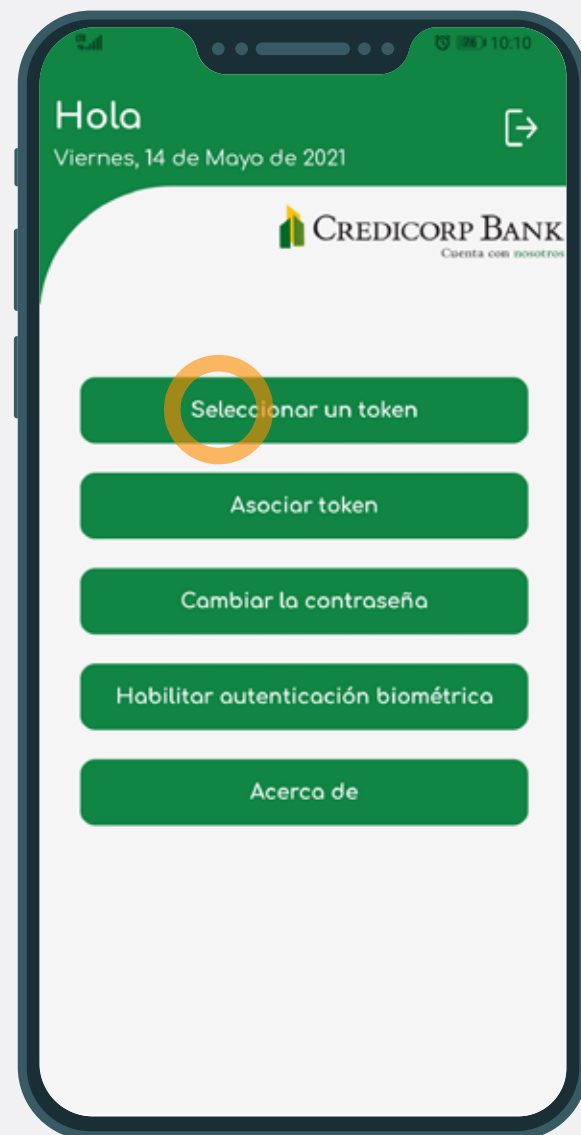 10:10
Hola
Viernes, 14 de Mayo de 2021
CREDICORP BANK
Cuenta con nosotros
Seleccionar un token
Asociar token
Cambiar la contraseña
Habilitar autenticación biométrica
Acerca de